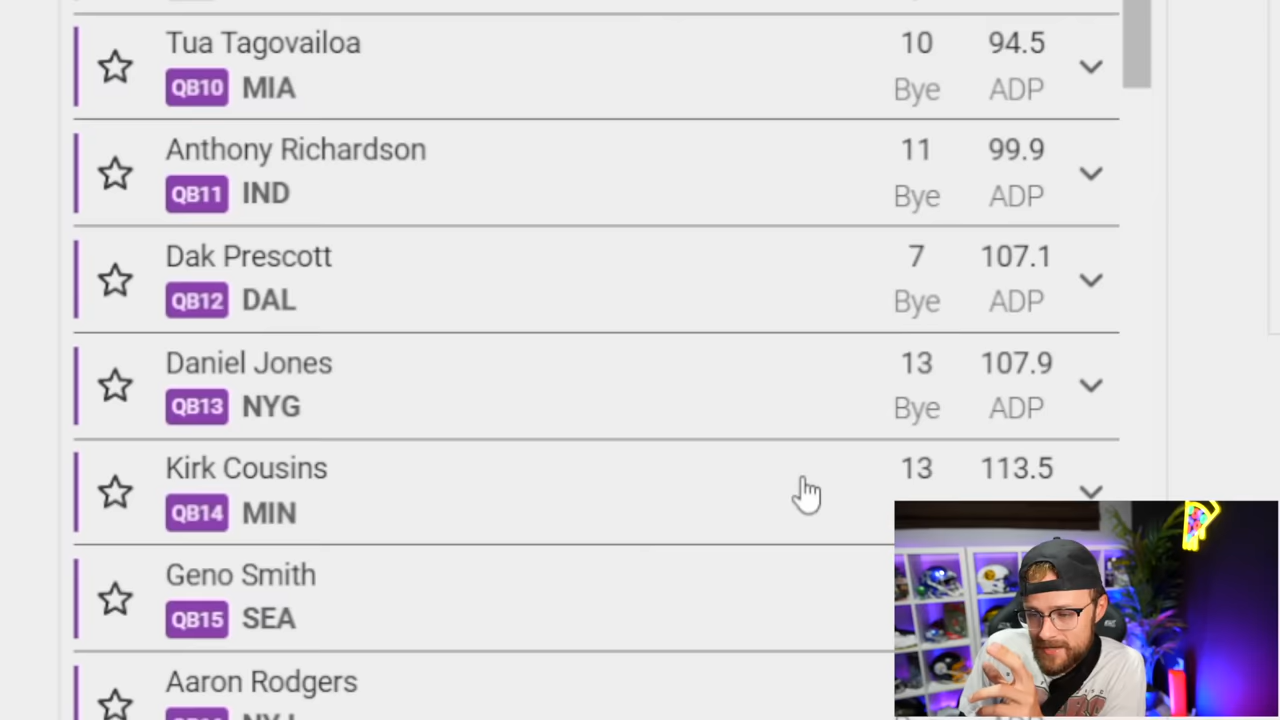 Tua Tagovailoa 10 94.5
QB10 MIA Bye ADP
Anthony Richardson 11 99.9
QB11 IND Bye ADP
Dak Prescott 7 107.1
QB12 DAL Bye ADP
Daniel Jones 13 107.9
QB13 NYG Bye ADP
Kirk Cousins 13 113.5
QB14 MIN
Geno Smith
QB15 SEA
Aaron Rodgers